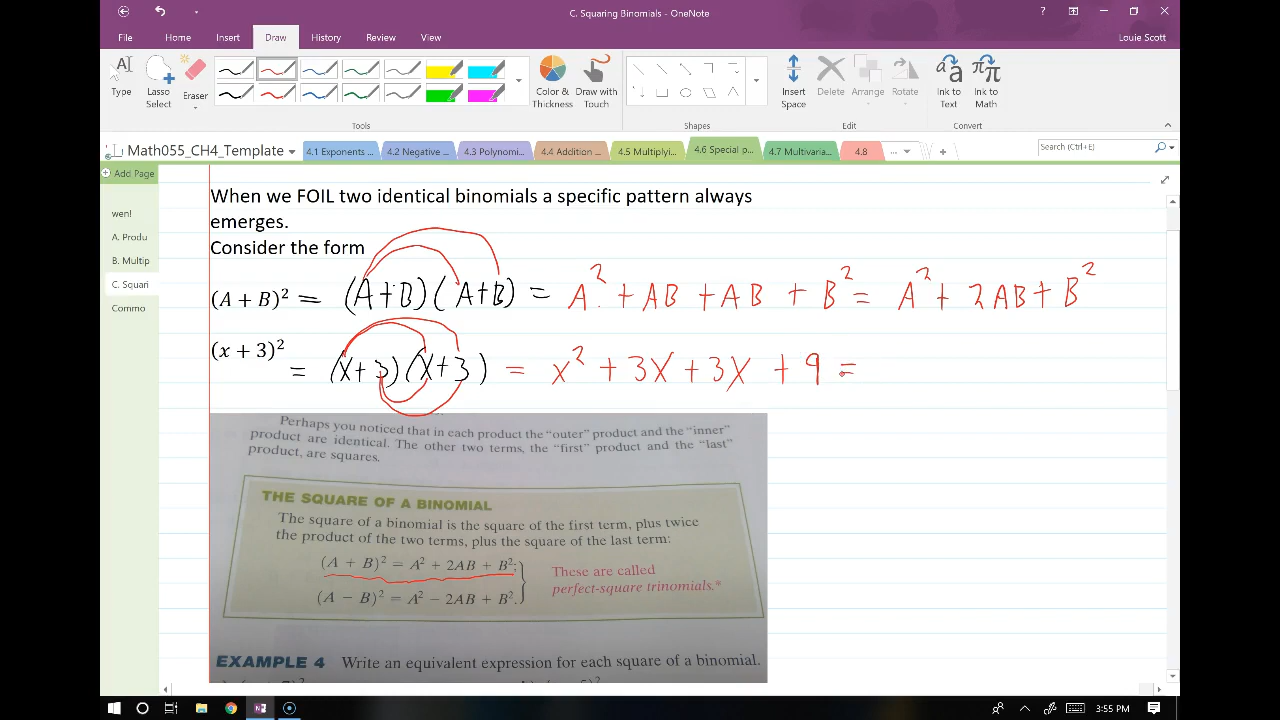 C. Squaring Binomials - OneNote
File Home Insert Draw History Review View Louie Scott
Type Lasso Select Eraser Color & Thickness Draw with Touch Insert Space Delete Arrange Rotate Ink to Text Ink to Math
Tools Shapes Edit Convert
Math055_CH4_Template 4.1 Exponents ... 4.2 Negative ... 4.3 Polynomi... 4.4 Addition ... 4.5 Multiplyi... 4.6 Special p... 4.7 Multivaria... 4.8 ... Search (Ctrl+E)
Add Page
wen!
A. Produ
B. Multip
C. Squari
Commo
When we FOIL two identical binomials a specific pattern always
emerges.
Consider the form
(A + B)² = (A+B)(A+B) = A² + AB + AB + B² = A² + 2AB + B²
(x + 3)² = (x+3)(x+3) = x² + 3x + 3x + 9 =
Perhaps you noticed that in each product the “outer” product and the “inner”
product are identical. The other two terms, the “first” product and the “last”
product, are squares.
THE SQUARE OF A BINOMIAL
The square of a binomial is the square of the first term, plus twice
the product of the two terms, plus the square of the last term:
(A + B)² = A² + 2AB + B²;
(A − B)² = A² − 2AB + B².
These are called
perfect-square trinomials.*
EXAMPLE 4 Write an equivalent expression for each square of a binomial.
3:55 PM